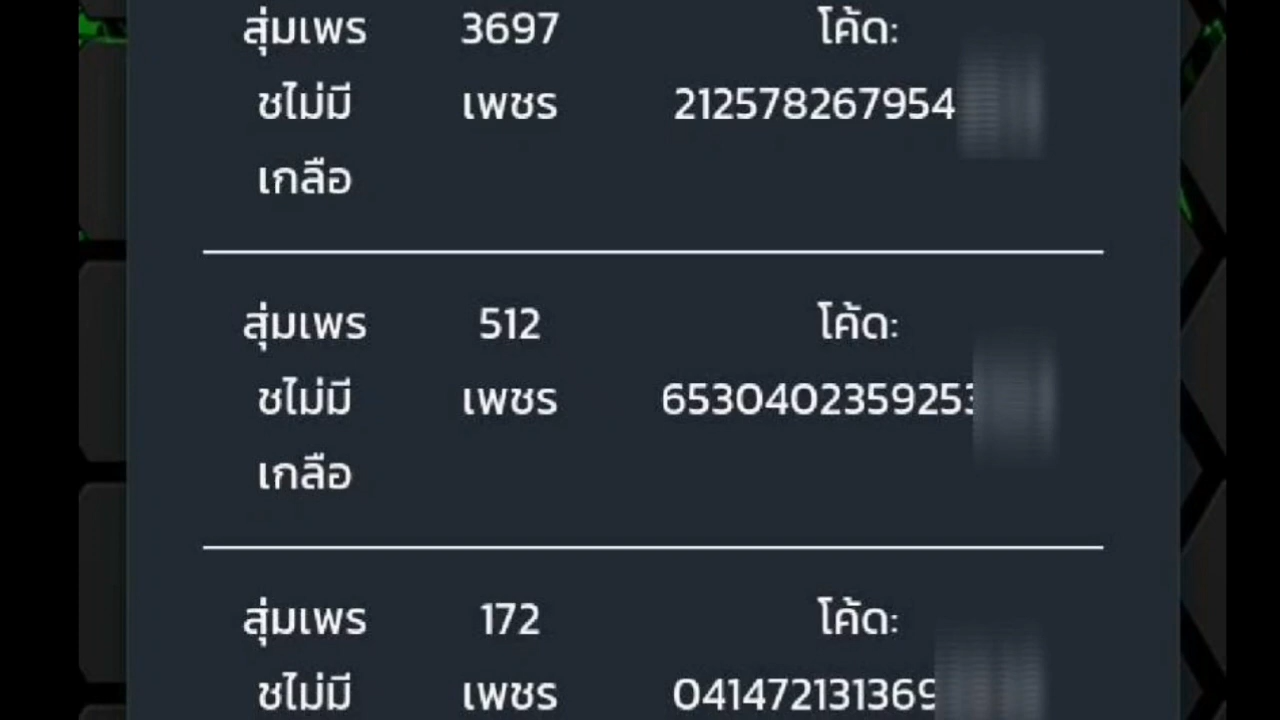 สุ่มเพร 3697 โค้ด:
ชไม่มี เพชร 212578267954
เกลือ
สุ่มเพร 512 โค้ด:
ชไม่มี เพชร 6530402359253
เกลือ
สุ่มเพร 172 โค้ด:
ชไม่มี เพชร 041472131369